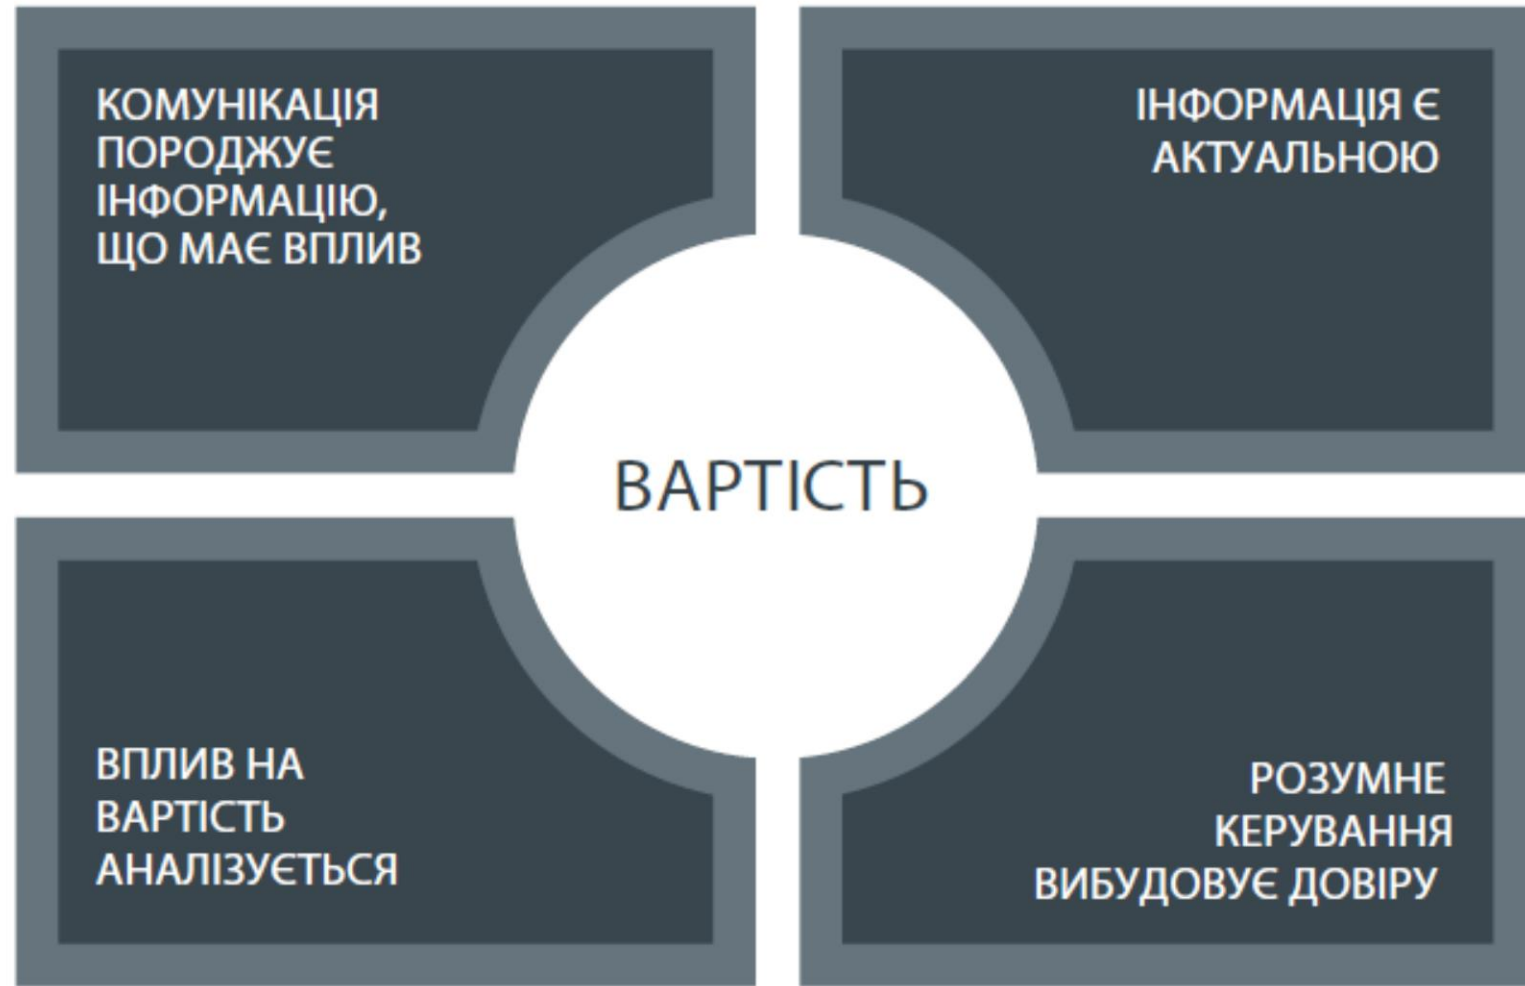 КОМУНІКАЦІЯ
ПОРОДЖУЄ
ІНФОРМАЦІЮ,
ЩО МАЄ ВПЛИВ
ІНФОРМАЦІЯ Є
АКТУАЛЬНОЮ
ВАРТІСТЬ
ВПЛИВ НА
ВАРТІСТЬ
АНАЛІЗУЄТЬСЯ
РОЗУМНЕ
КЕРУВАННЯ
ВИБУДОВУЄ ДОВІРУ